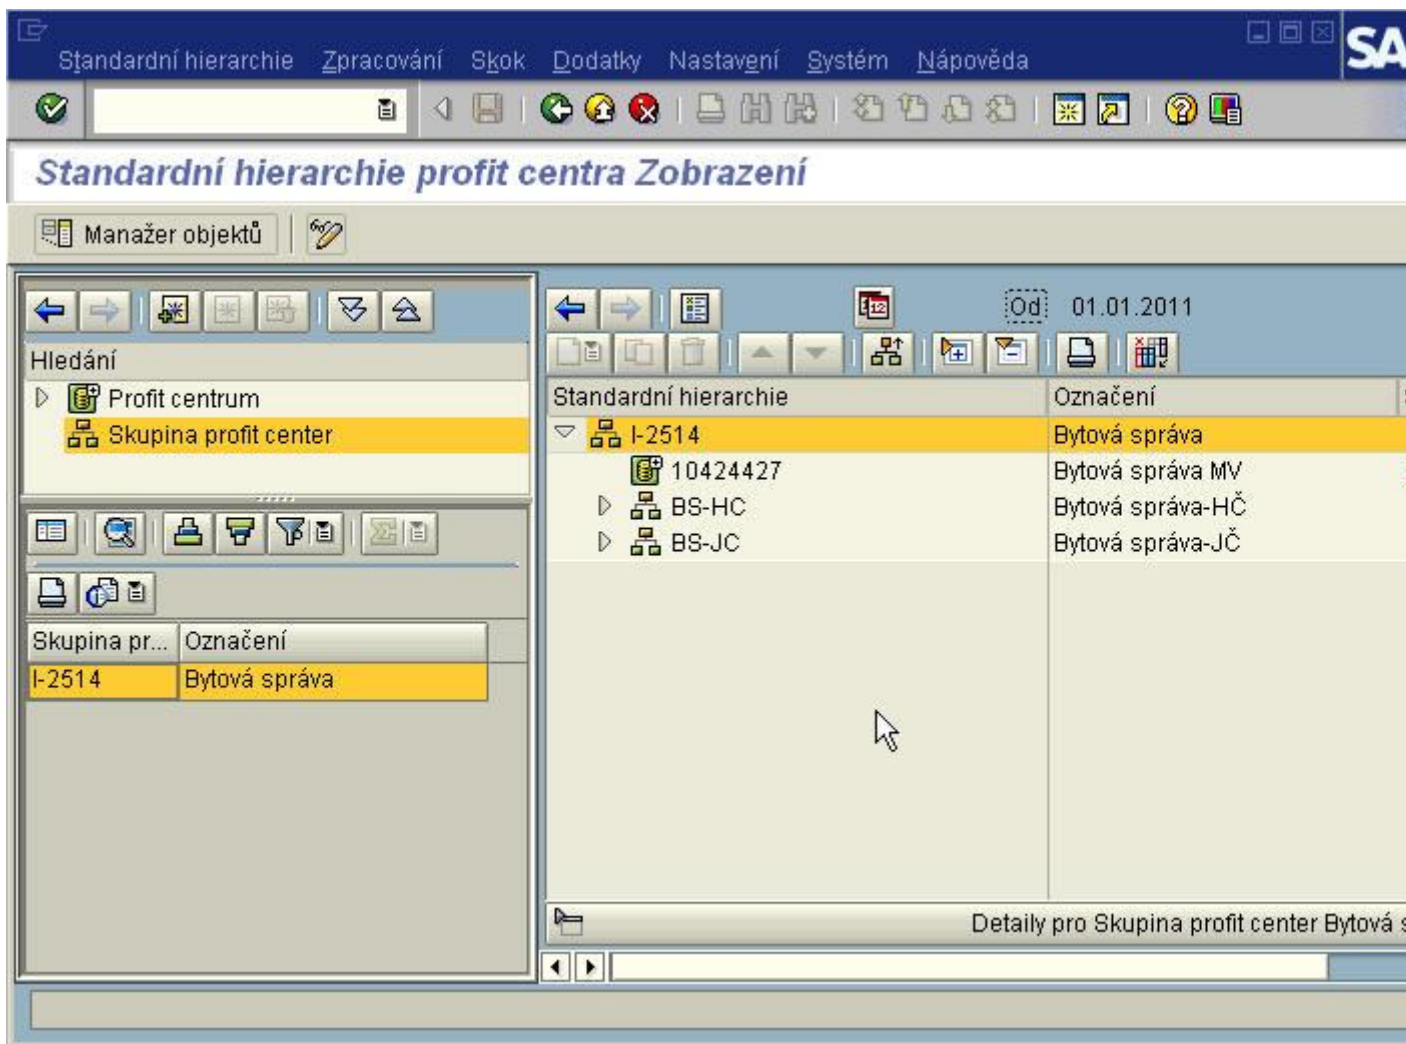 Standardní hierarchie Zpracování Skok Dodatky Nastavení Systém Nápověda
Standardní hierarchie profit centra Zobrazení
Manažer objektů
Hledání
Profit centrum
Skupina profit center
Skupina pr... Označení
I-2514 Bytová správa
Od 01.01.2011
Standardní hierarchie Označení
I-2514 Bytová správa
10424427 Bytová správa MV
BS-HC Bytová správa-HČ
BS-JC Bytová správa-JČ
Detaily pro Skupina profit center Bytová